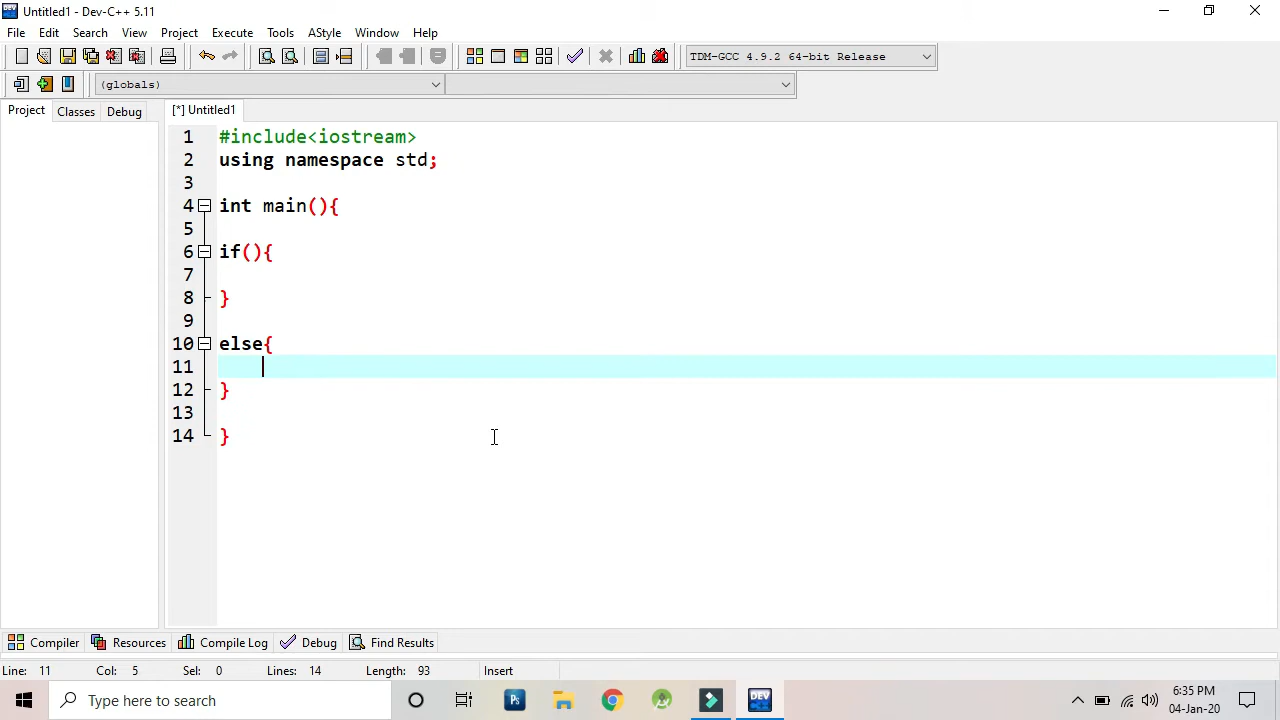 Untitled1 - Dev-C++ 5.11
File Edit Search View Project Execute Tools AStyle Window Help
TDM-GCC 4.9.2 64-bit Release
(globals)
Project Classes Debug [*] Untitled1
1 #include<iostream>
2 using namespace std;
3
4 int main(){
5
6 if(){
7
8 }
9
10 else{
11
12 }
13
14 }
Compiler Resources Compile Log Debug Find Results
Line: 11 Col: 5 Sel: 0 Lines: 14 Length: 93 Insert
Type here to search Ps DEV 6:35 PM
04-Jan-20